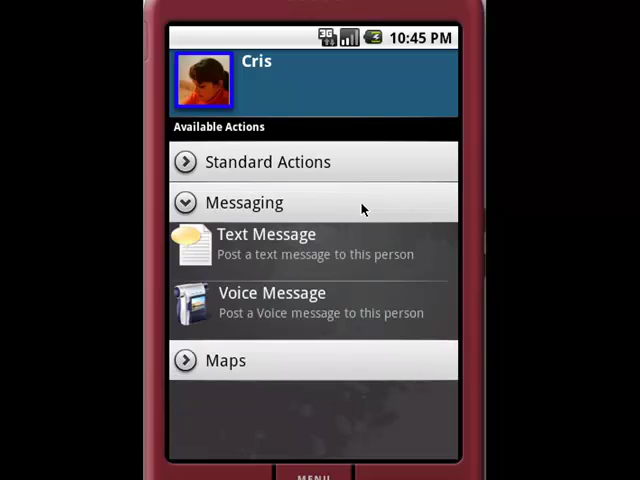 3G 10:45 PM
Cris
Available Actions
Standard Actions
Messaging
Text Message
Post a text message to this person
Voice Message
Post a Voice message to this person
Maps
MENU